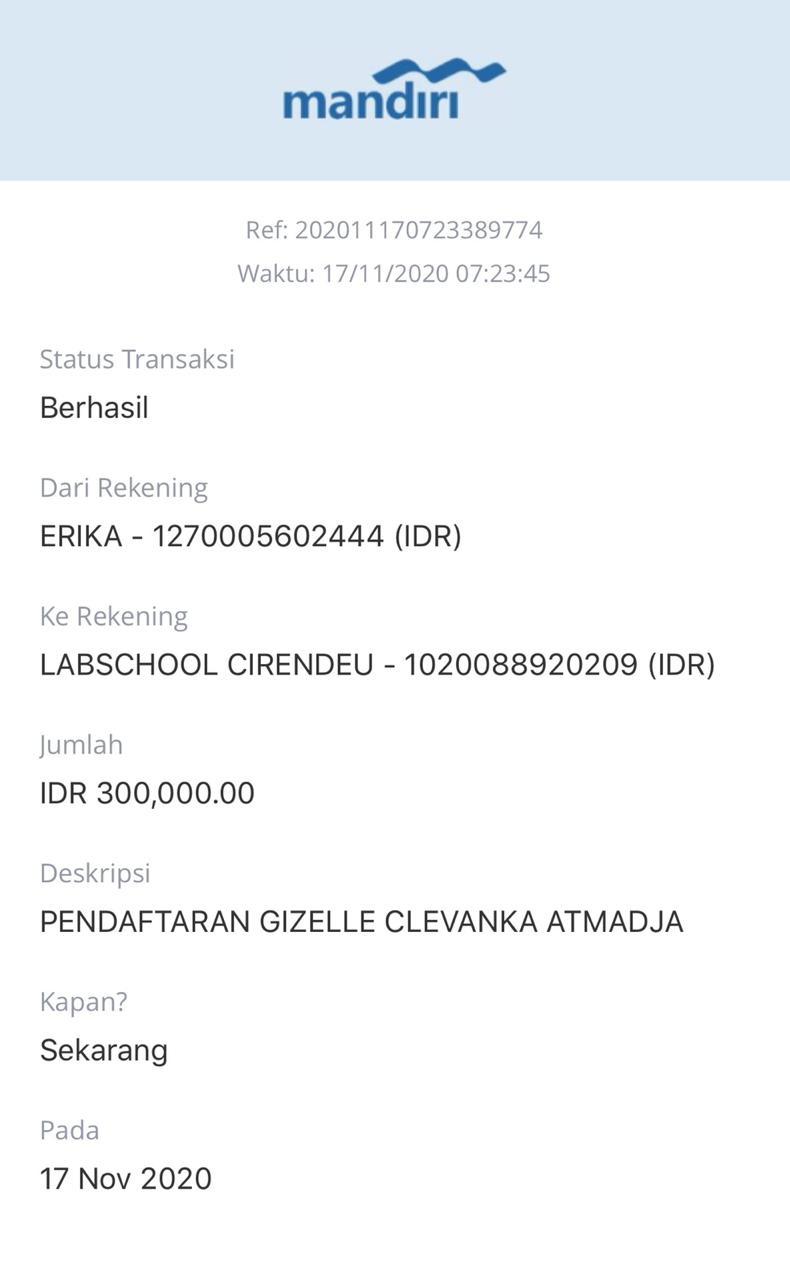 mandiri
Ref: 202011170723389774
Waktu: 17/11/2020 07:23:45
Status Transaksi
Berhasil
Dari Rekening
ERIKA - 1270005602444 (IDR)
Ke Rekening
LABSCHOOL CIRENDEU - 1020088920209 (IDR)
Jumlah
IDR 300,000.00
Deskripsi
PENDAFTARAN GIZELLE CLEVANKA ATMADJA
Kapan?
Sekarang
Pada
17 Nov 2020